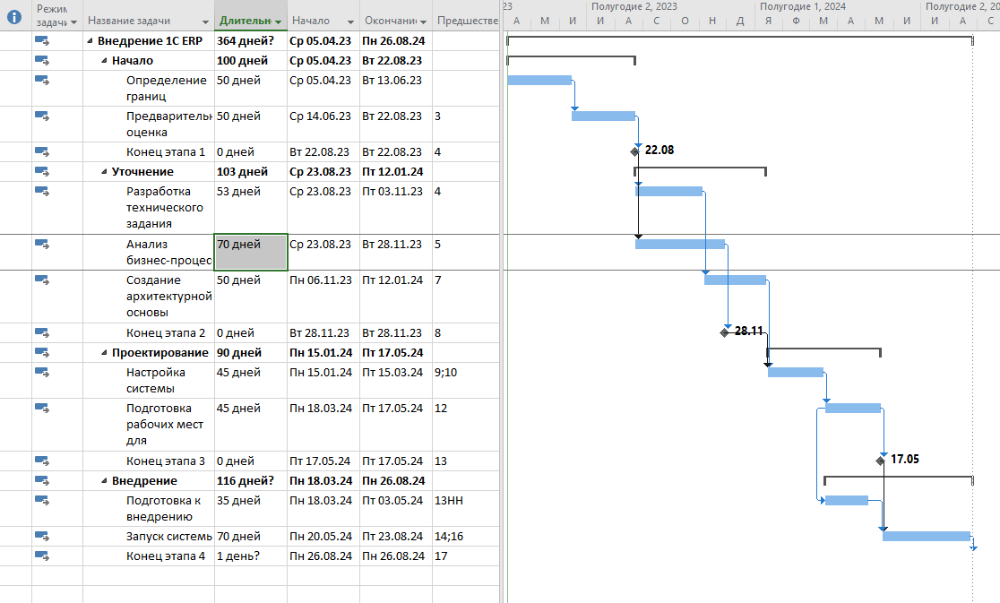 Режим задачи Название задачи Длительн Начало Окончани Предшестве
23 Полугодие 2, 2023 Полугодие 1, 2024 Полугодие 2, 20
А М И И А С О Н Д Я Ф М А М И И А С
Внедрение 1С ERP 364 дней? Ср 05.04.23 Пн 26.08.24
Начало 100 дней Ср 05.04.23 Вт 22.08.23
Определение 50 дней Ср 05.04.23 Вт 13.06.23
границ
Предварительн 50 дней Ср 14.06.23 Вт 22.08.23 3
оценка
Конец этапа 1 0 дней Вт 22.08.23 Вт 22.08.23 4 22.08
Уточнение 103 дней Ср 23.08.23 Пт 12.01.24
Разработка 53 дней Ср 23.08.23 Пт 03.11.23 4
технического
задания
Анализ 70 дней Ср 23.08.23 Вт 28.11.23 5
бизнес-процес
Создание 50 дней Пн 06.11.23 Пт 12.01.24 7
архитектурной
основы
Конец этапа 2 0 дней Вт 28.11.23 Вт 28.11.23 8 28.11
Проектирование 90 дней Пн 15.01.24 Пт 17.05.24
Настройка 45 дней Пн 15.01.24 Пт 15.03.24 9;10
системы
Подготовка 45 дней Пн 18.03.24 Пт 17.05.24 12
рабочих мест
для
Конец этапа 3 0 дней Пт 17.05.24 Пт 17.05.24 13 17.05
Внедрение 116 дней? Пн 18.03.24 Пн 26.08.24
Подготовка к 35 дней Пн 18.03.24 Пт 03.05.24 13НН
внедрению
Запуск системь 70 дней Пн 20.05.24 Пт 23.08.24 14;16
Конец этапа 4 1 день? Пн 26.08.24 Пн 26.08.24 17